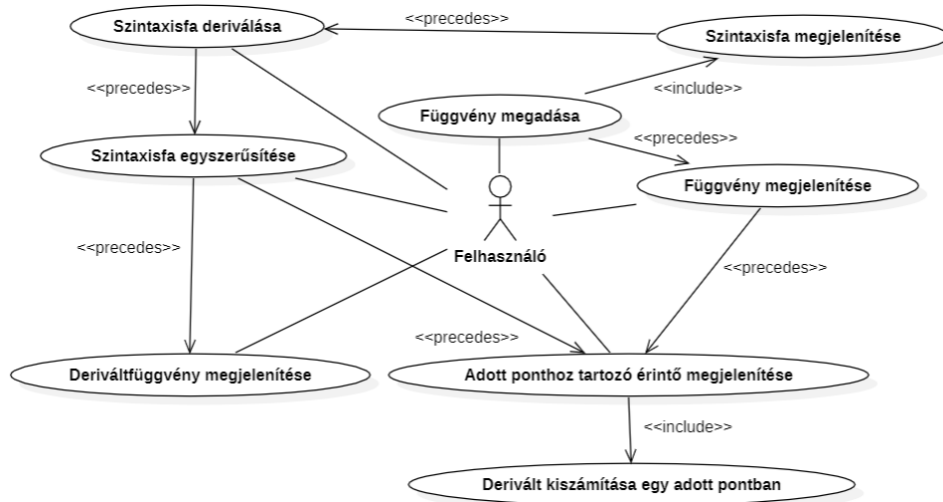 <<precedes>>
Szintaxisfa deriválása
Szintaxisfa megjelenítése
<<precedes>>
<<include>>
Függvény megadása
<<precedes>>
Szintaxisfa egyszerűsítése
Függvény megjelenítése
<<precedes>>
Felhasználó
<<precedes>>
<<precedes>>
Deriváltfüggvény megjelenítése
Adott ponthoz tartozó érintő megjelenítése
<<include>>
Derivált kiszámítása egy adott pontban